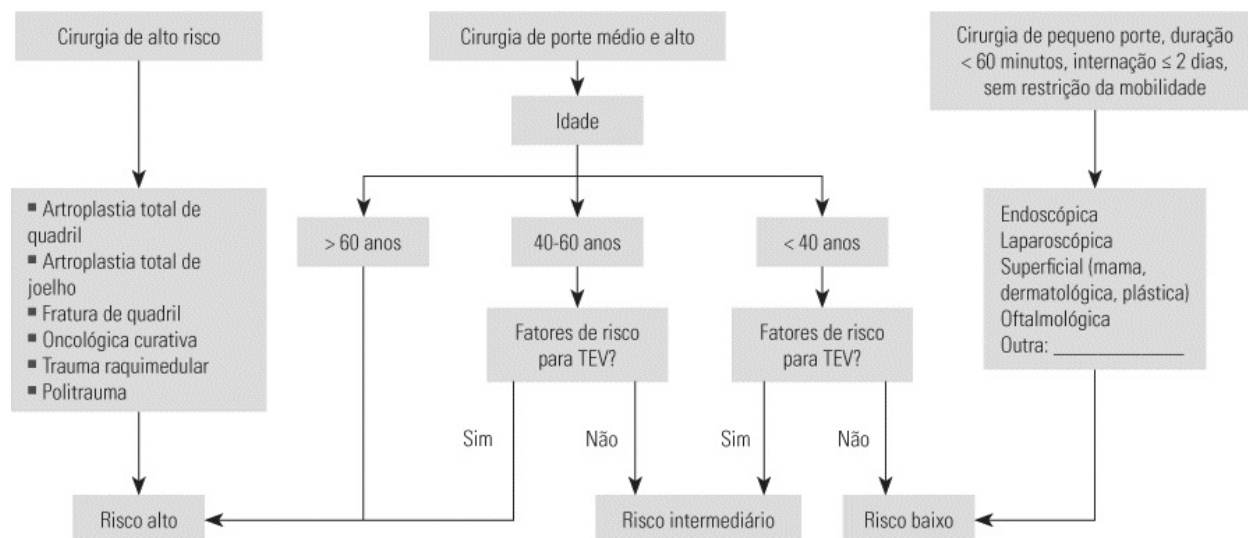 Cirurgia de alto risco
Cirurgia de porte médio e alto
Cirurgia de pequeno porte, duração
< 60 minutos, internação ≤ 2 dias,
sem restrição da mobilidade
Idade
▪ Artroplastia total de
quadril
▪ Artroplastia total de
joelho
▪ Fratura de quadril
▪ Oncológica curativa
▪ Trauma raquimedular
▪ Politrauma
> 60 anos
40-60 anos
< 40 anos
Endoscópica
Laparoscópica
Superficial (mama,
dermatológica, plástica)
Oftalmológica
Outra: ______________
Fatores de risco
para TEV?
Fatores de risco
para TEV?
Sim
Não
Sim
Não
Risco alto
Risco intermediário
Risco baixo